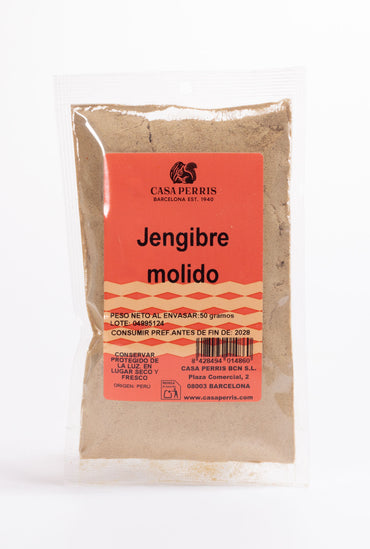 CASA PERRIS
BARCELONA EST. 1940
Jengibre
molido
PESO NETO AL ENVASAR:50 gramos
LOTE: 04995124
CONSUMIR PREF.ANTES DE FIN DE: 2028
CONSERVAR
PROTEGIDO DE
LA LUZ, EN
LUGAR SECO Y
FRESCO
ORIGEN: PERÚ
8 428494 014860
CASA PERRIS BCN S.L.
Plaza Comercial, 2
08003 BARCELONA
www.casaperris.com